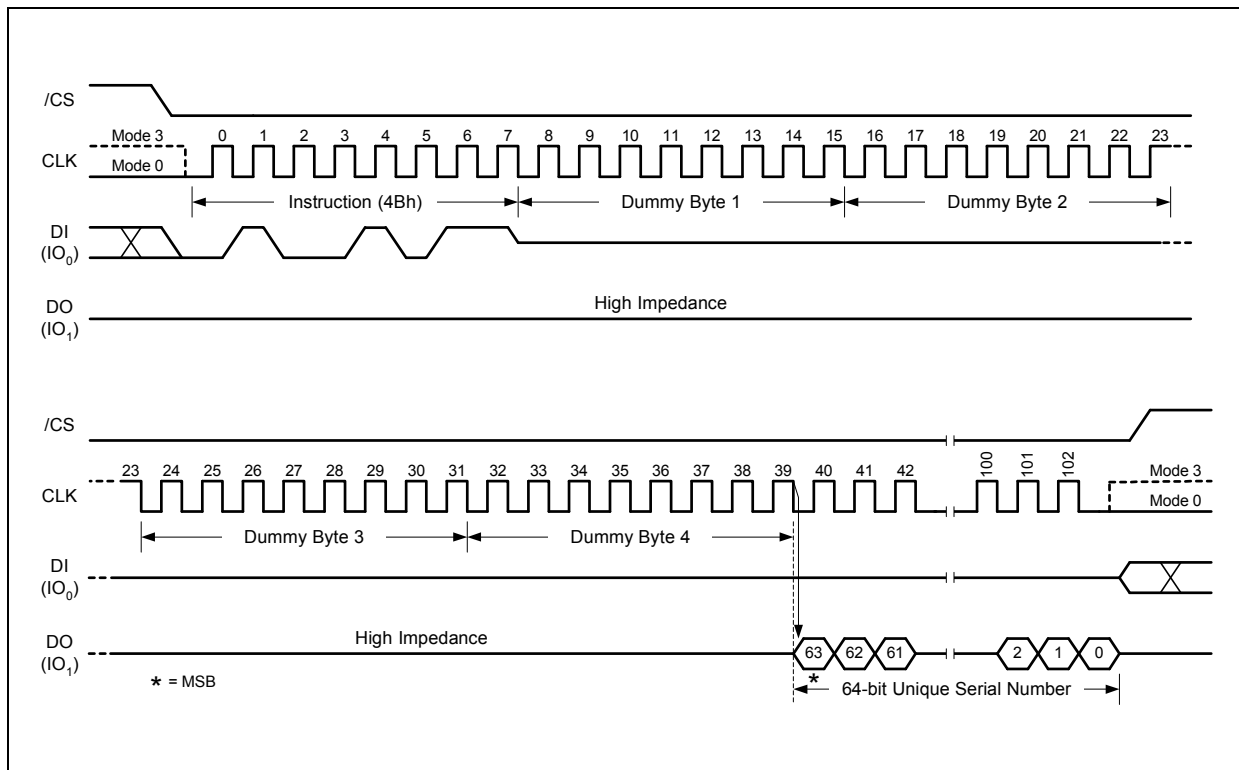 /CS
Mode 3 0 1 2 3 4 5 6 7 8 9 10 11 12 13 14 15 16 17 18 19 20 21 22 23
CLK Mode 0
Instruction (4Bh) Dummy Byte 1 Dummy Byte 2
DI
(IO0)
High Impedance
DO
(IO1)
/CS
23 24 25 26 27 28 29 30 31 32 33 34 35 36 37 38 39 40 41 42 100 101 102 Mode 3
CLK Mode 0
Dummy Byte 3 Dummy Byte 4
DI
(IO0)
High Impedance
DO
(IO1) 63 62 61 2 1 0
* = MSB * 64-bit Unique Serial Number